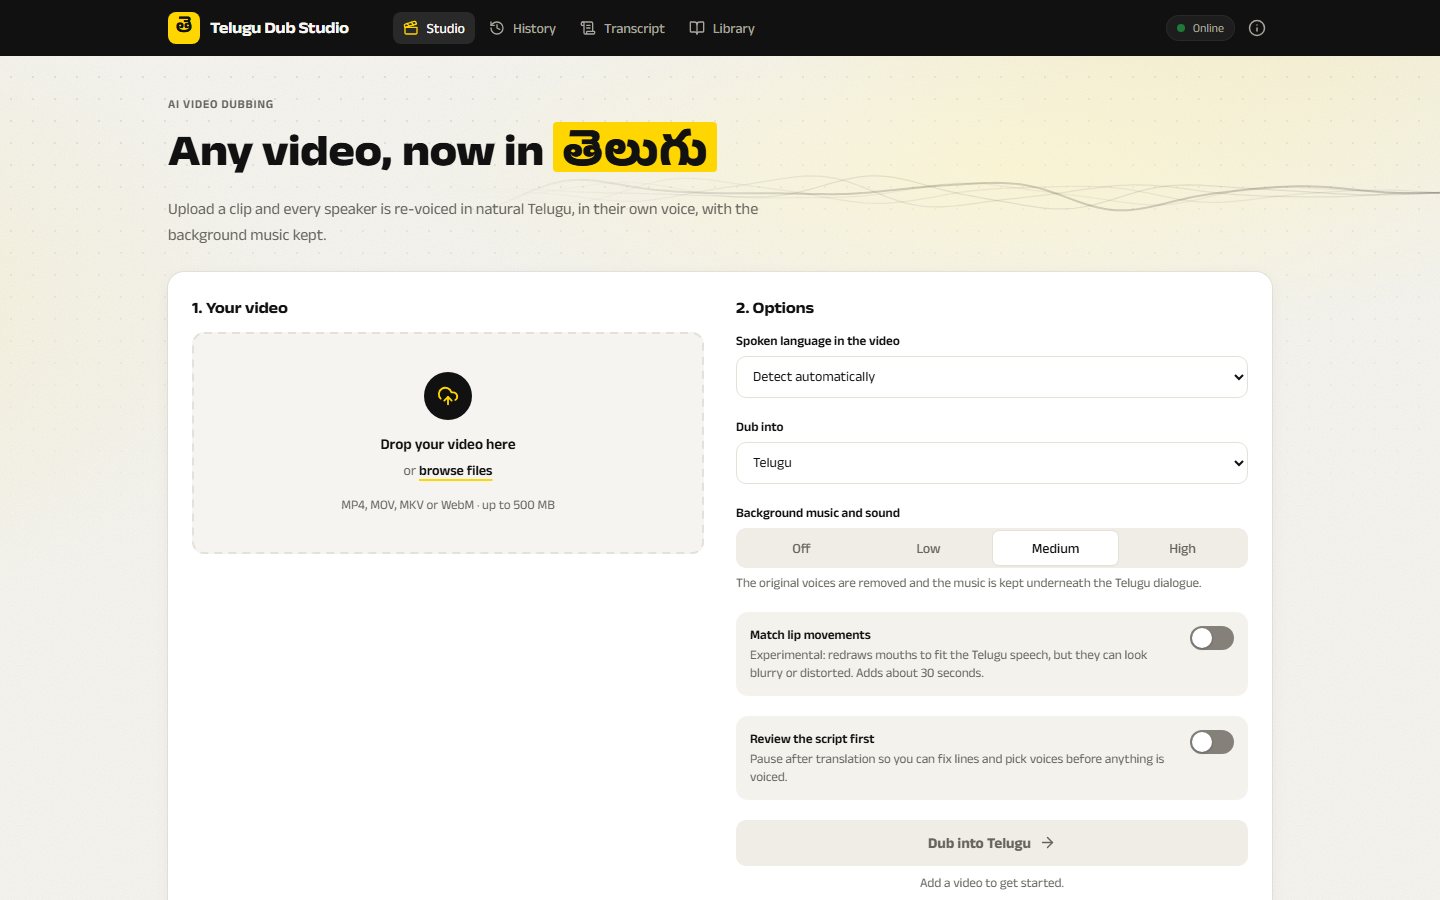 తె Telugu Dub Studio Studio History Transcript Library Online
AI VIDEO DUBBING
Any video, now in తెలుగు
Upload a clip and every speaker is re-voiced in natural Telugu, in their own voice, with the
background music kept.
1. Your video
Drop your video here
or browse files
MP4, MOV, MKV or WebM · up to 500 MB
2. Options
Spoken language in the video
Detect automatically
Dub into
Telugu
Background music and sound
Off Low Medium High
The original voices are removed and the music is kept underneath the Telugu dialogue.
Match lip movements
Experimental: redraws mouths to fit the Telugu speech, but they can look
blurry or distorted. Adds about 30 seconds.
Review the script first
Pause after translation so you can fix lines and pick voices before anything is
voiced.
Dub into Telugu →
Add a video to get started.